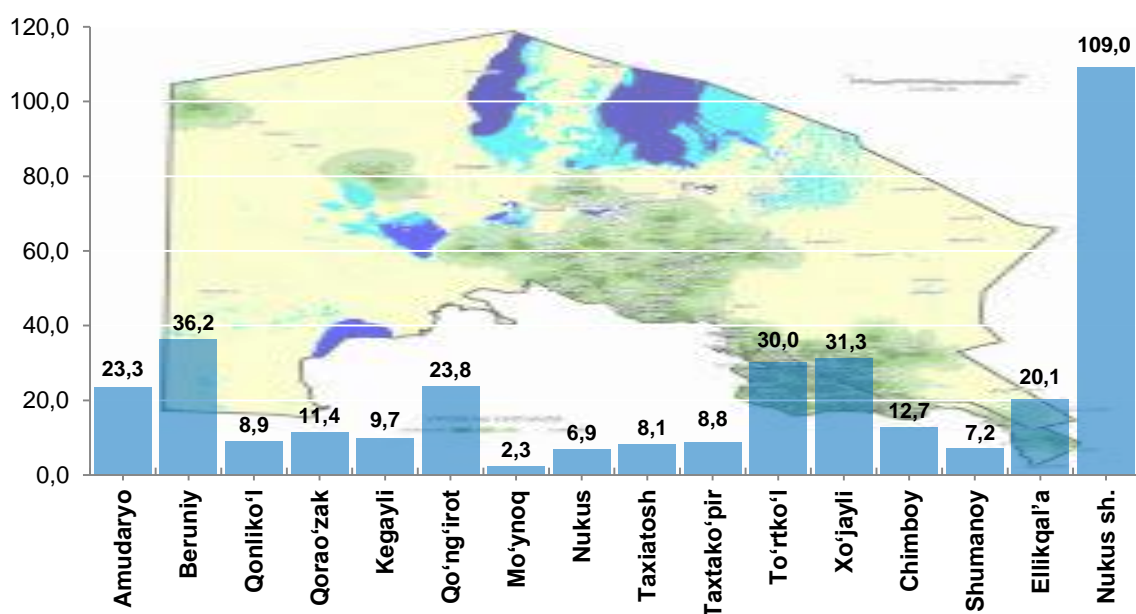 120,0
100,0
80,0
60,0
40,0
20,0
0,0
23,3
36,2
8,9
11,4
9,7
23,8
2,3
6,9
8,1
8,8
30,0
31,3
12,7
7,2
20,1
109,0
Amudaryo
Beruniy
Qonliko‘l
Qorao‘zak
Kegayli
Qo‘ng‘irot
Mo‘ynoq
Nukus
Taxiatosh
Taxtako‘pir
To‘rtko‘l
Xo‘jayli
Chimboy
Shumanoy
Ellikqal’a
Nukus sh.